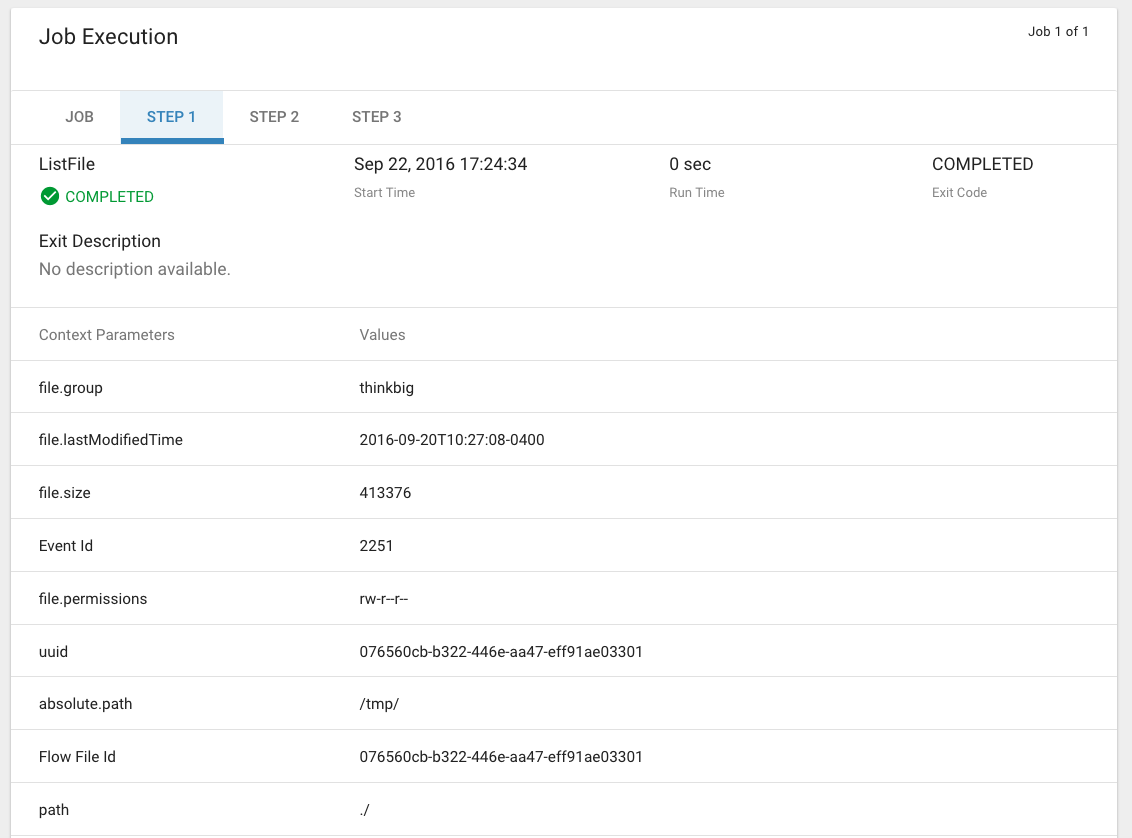 Job Execution
Job 1 of 1
JOB STEP 1 STEP 2 STEP 3
ListFile Sep 22, 2016 17:24:34 0 sec COMPLETED
COMPLETED Start Time Run Time Exit Code
Exit Description
No description available.
Context Parameters Values
file.group thinkbig
file.lastModifiedTime 2016-09-20T10:27:08-0400
file.size 413376
Event Id 2251
file.permissions rw-r--r--
uuid 076560cb-b322-446e-aa47-eff91ae03301
absolute.path /tmp/
Flow File Id 076560cb-b322-446e-aa47-eff91ae03301
path ./